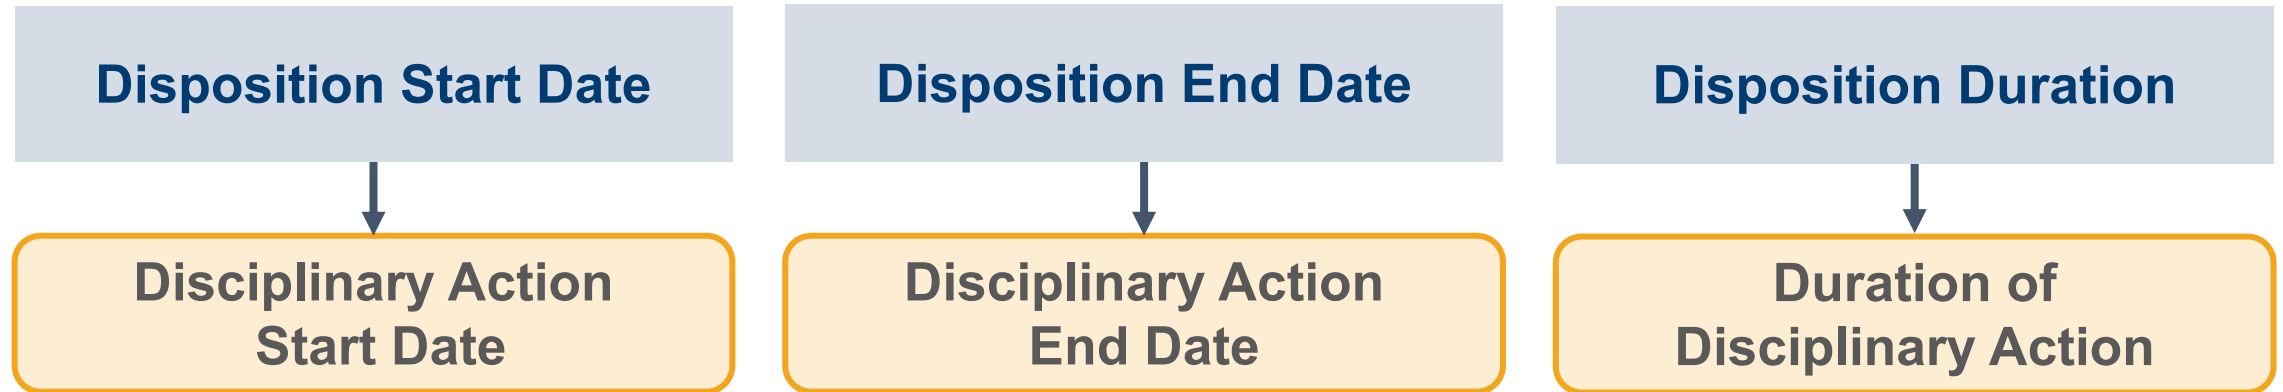 Disposition Start Date
Disposition End Date
Disposition Duration
Disciplinary Action
Start Date
Disciplinary Action
End Date
Duration of
Disciplinary Action